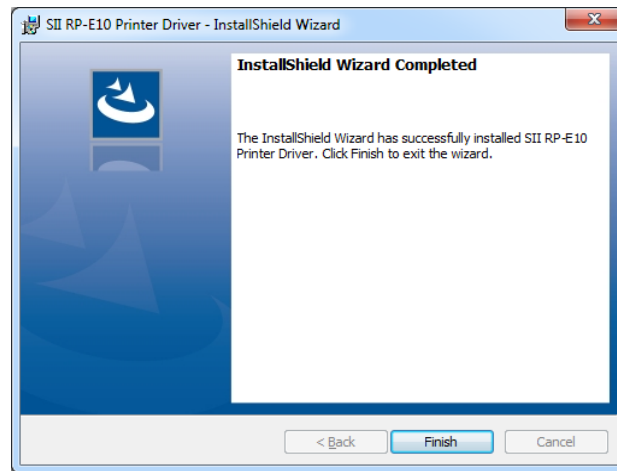 SII RP-E10 Printer Driver - InstallShield Wizard
InstallShield Wizard Completed
The InstallShield Wizard has successfully installed SII RP-E10
Printer Driver. Click Finish to exit the wizard.
< Back
Finish
Cancel